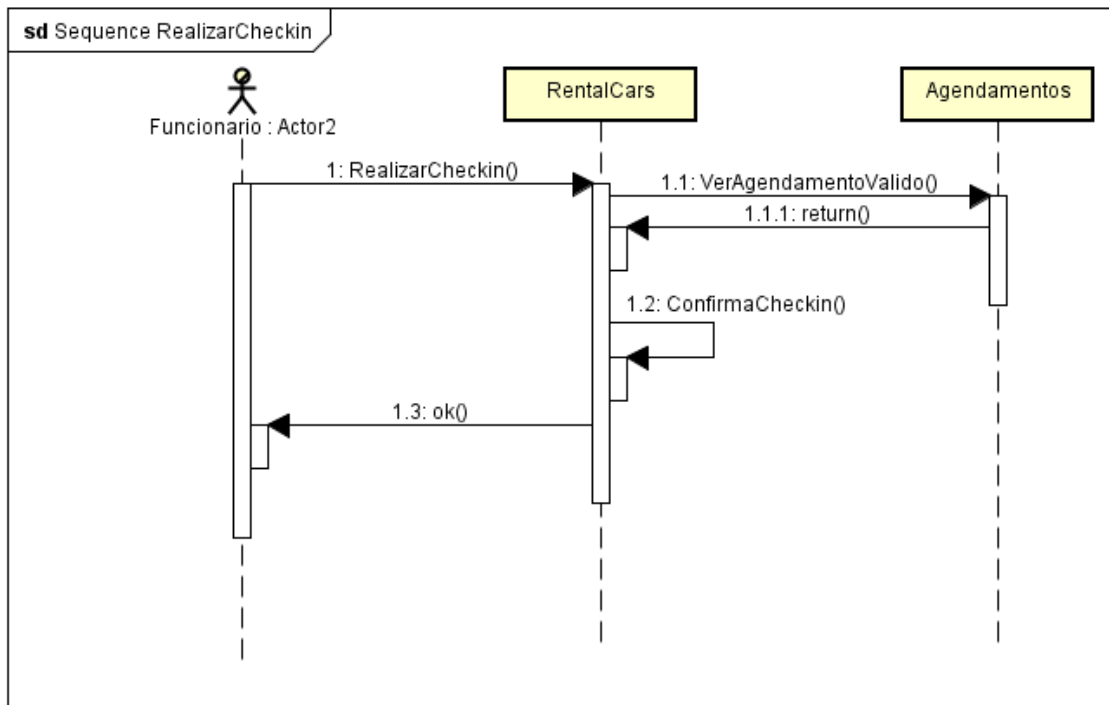 sd Sequence RealizarCheckin
Funcionario : Actor2
RentalCars
Agendamentos
1: RealizarCheckin()
1.1: VerAgendamentoValido()
1.1.1: return()
1.2: ConfirmaCheckin()
1.3: ok()